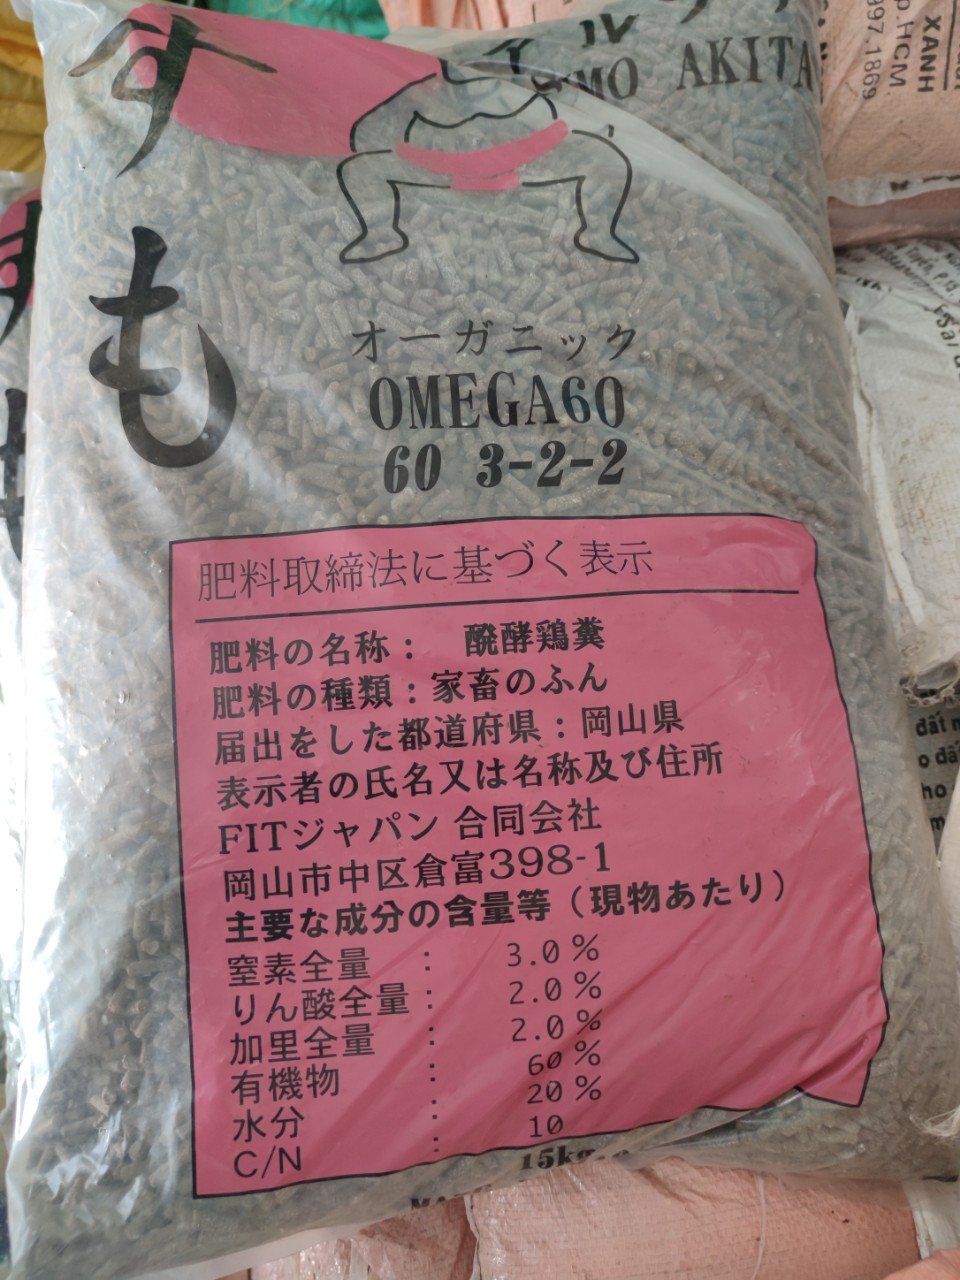 すも
AKITA
オーガニック
OMEGA60
60 3-2-2
肥料取締法に基づく表示
肥料の名称： 醗酵鶏糞
肥料の種類：家畜のふん
届出をした都道府県：岡山県
表示者の氏名又は名称及び住所
FITジャパン 合同会社
岡山市中区倉富398-1
主要な成分の含量等（現物あたり）
窒素全量 : 3.0%
りん酸全量 : 2.0%
加里全量 : 2.0%
有機物 : 60%
水分 : 20%
C/N : 10
15kg
XANH
p.HCM
997.1869